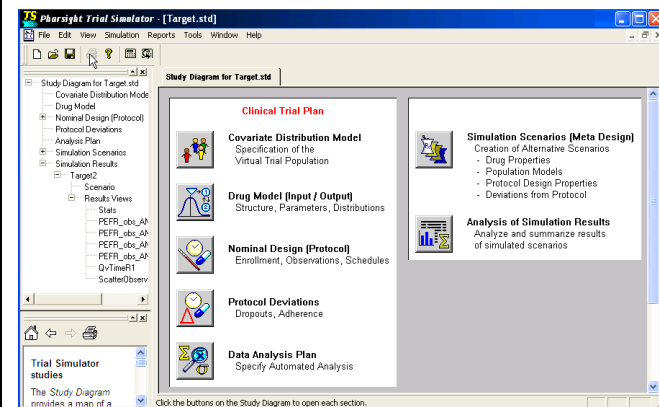 TS Pharsight Trial Simulator - [Target.std]
File Edit View Simulation Reports Tools Window Help
Study Diagram for Target.std
Covariate Distribution Mode
Drug Model
Nominal Design (Protocol)
Protocol Deviations
Analysis Plan
Simulation Scenarios
Simulation Results
Target2
Scenario
Results Views
Stats
PEFR_obs_AN
PEFR_obs_AN
PEFR_obs_AN
PEFR_obs_AN
QvTimeR1
ScatterObserv
Trial Simulator
studies
The Study Diagram
provides a map of a
Study Diagram for Target.std
Clinical Trial Plan
Covariate Distribution Model
Specification of the
Virtual Trial Population
Drug Model (Input / Output)
Structure, Parameters, Distributions
Nominal Design (Protocol)
Enrollment, Observations, Schedules
Protocol Deviations
Dropouts, Adherence
Data Analysis Plan
Specify Automated Analysis
Simulation Scenarios (Meta Design)
Creation of Alternative Scenarios
- Drug Properties
- Population Models
- Protocol Design Properties
- Deviations from Protocol
Analysis of Simulation Results
Analyze and summarize results
of simulated scenarios
Click the buttons on the Study Diagram to open each section.